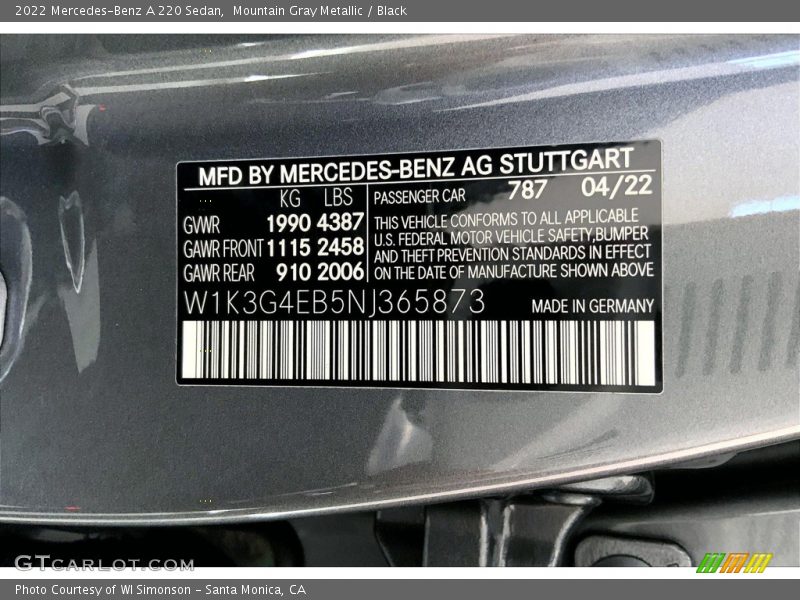 2022 Mercedes-Benz A 220 Sedan,  Mountain Gray Metallic / Black
MFD BY MERCEDES-BENZ AG STUTTGART
KG LBS PASSENGER CAR 787 04/22
GWR 1990 4387 THIS VEHICLE CONFORMS TO ALL APPLICABLE
GAWR FRONT 1115 2458 U.S. FEDERAL MOTOR VEHICLE SAFETY, BUMPER
AND THEFT PREVENTION STANDARDS IN EFFECT
GAWR REAR 910 2006 ON THE DATE OF MANUFACTURE SHOWN ABOVE
W1K3G4EB5NJ365873 MADE IN GERMANY
GTCARLOT.COM
Photo Courtesy of WI Simonson - Santa Monica, CA